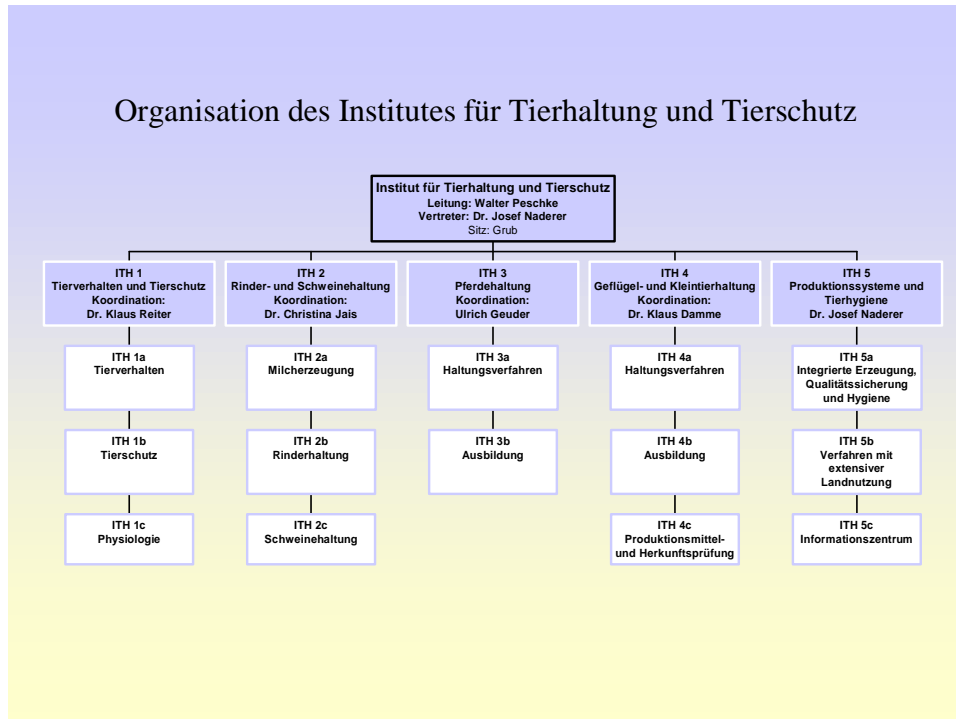 Organisation des Institutes für Tierhaltung und Tierschutz
Institut für Tierhaltung und Tierschutz
Leitung: Walter Peschke
Vertreter: Dr. Josef Naderer
Sitz: Grub
ITH 1
Tierverhalten und Tierschutz
Koordination:
Dr. Klaus Reiter
ITH 1a
Tierverhalten
ITH 1b
Tierschutz
ITH 1c
Physiologie
ITH 2
Rinder- und Schweinehaltung
Koordination:
Dr. Christina Jais
ITH 2a
Milcherzeugung
ITH 2b
Rinderhaltung
ITH 2c
Schweinehaltung
ITH 3
Pferdehaltung
Koordination:
Ulrich Geuder
ITH 3a
Haltungsverfahren
ITH 3b
Ausbildung
ITH 4
Geflügel- und Kleintierhaltung
Koordination:
Dr. Klaus Damme
ITH 4a
Haltungsverfahren
ITH 4b
Ausbildung
ITH 4c
Produktionsmittel-
und Herkunftsprüfung
ITH 5
Produktionssysteme und
Tierhygiene
Dr. Josef Naderer
ITH 5a
Integrierte Erzeugung,
Qualitätssicherung
und Hygiene
ITH 5b
Verfahren mit
extensiver
Landnutzung
ITH 5c
Informationszentrum